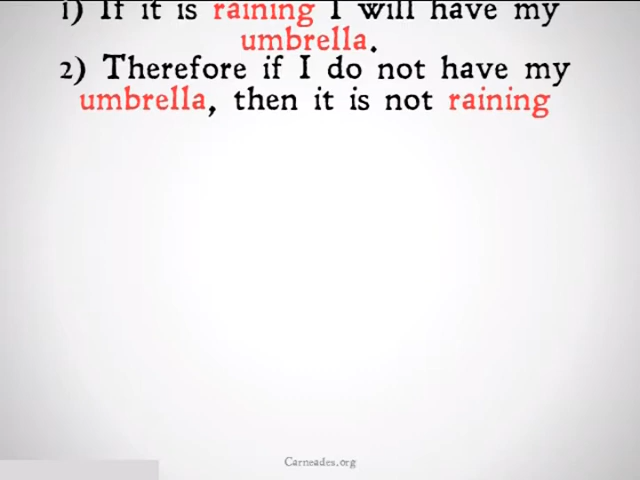 1) If it is raining I will have my
umbrella.
2) Therefore if I do not have my
umbrella, then it is not raining
Carneades.org